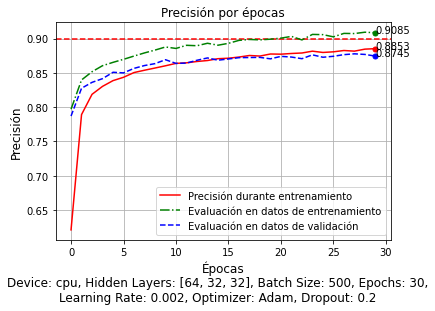 Precisión por épocas
0.9085
0.8853
0.8745
0.90
0.85
0.80
0.75
0.70
0.65
Precisión
Precisión durante entrenamiento
Evaluación en datos de entrenamiento
Evaluación en datos de validación
0 5 10 15 20 25 30
Épocas
Device: cpu, Hidden Layers: [64, 32, 32], Batch Size: 500, Epochs: 30,
Learning Rate: 0.002, Optimizer: Adam, Dropout: 0.2